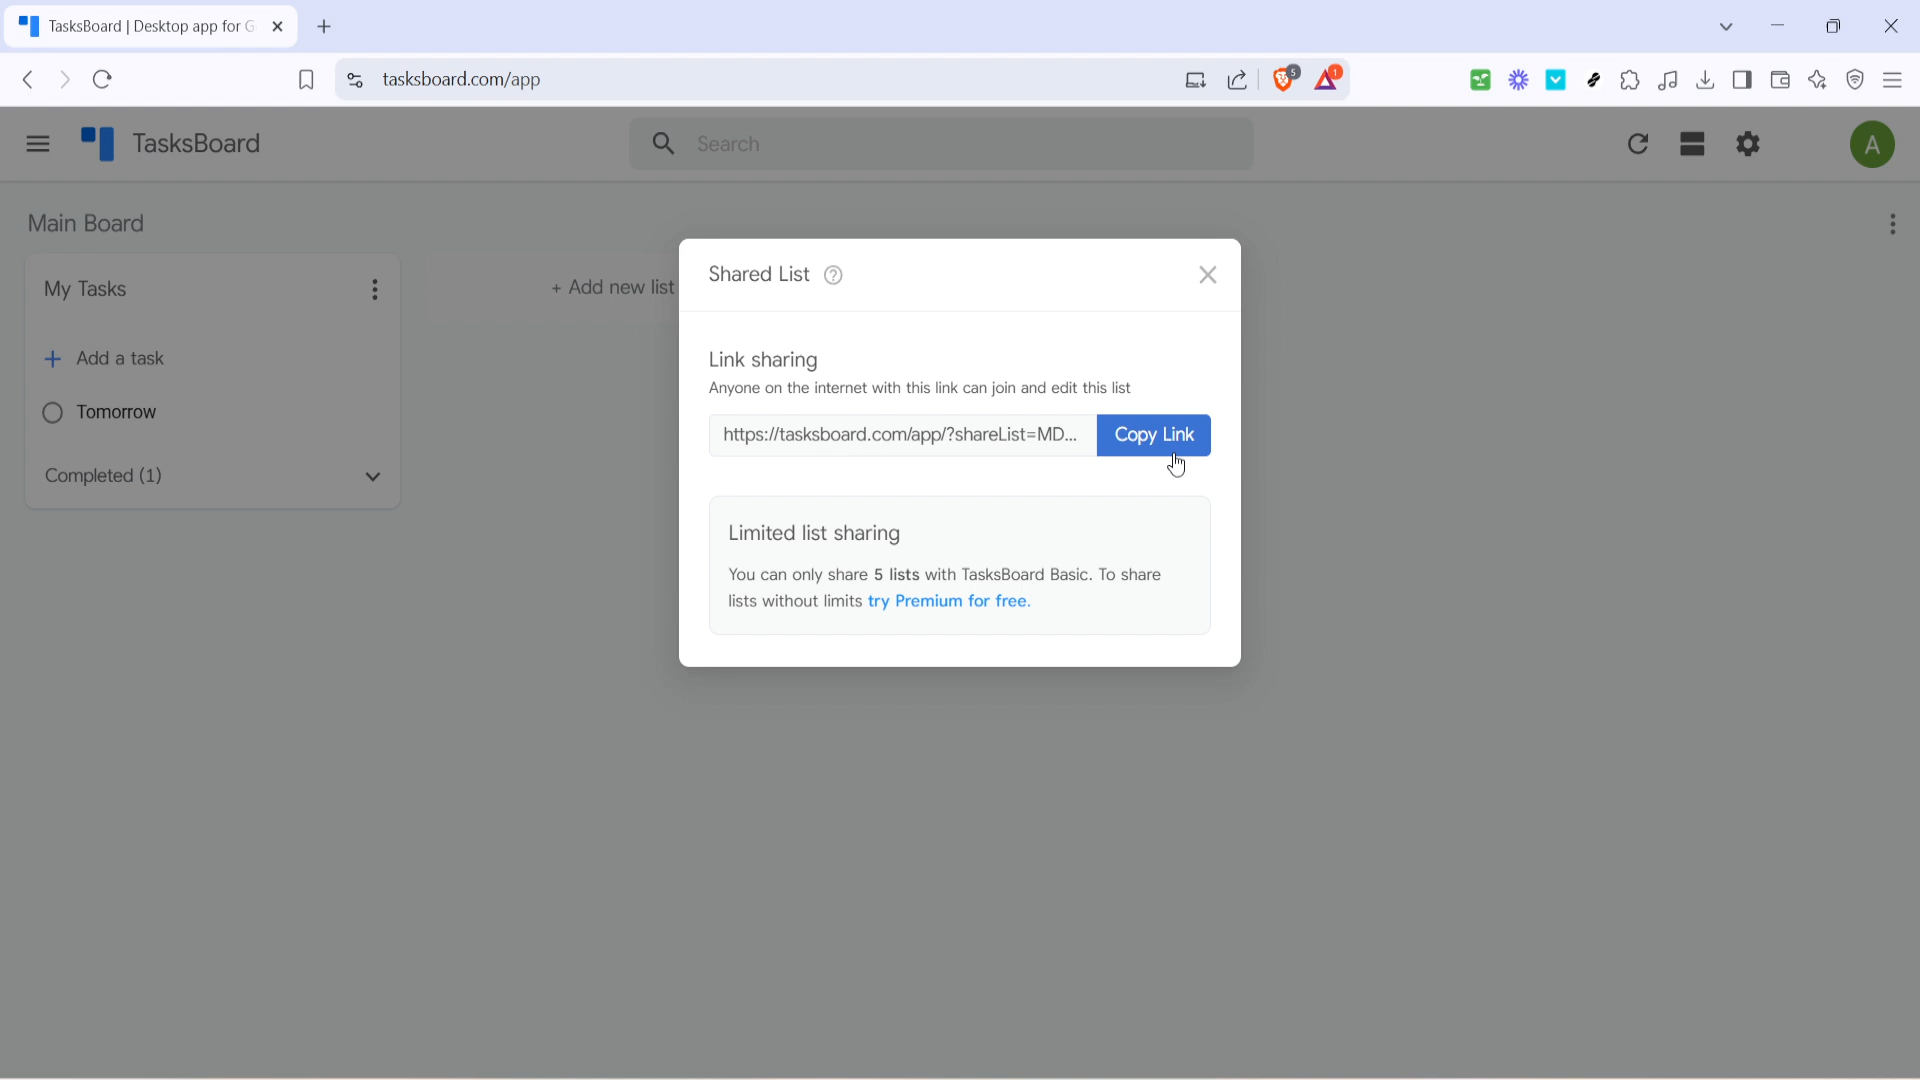 TasksBoard | Desktop app for G
tasksboard.com/app
5
1
TasksBoard
Search
A
Main Board
My Tasks
+ Add new list
Add a task
Tomorrow
Completed (1)
Shared List
Link sharing
Anyone on the internet with this link can join and edit this list
https://tasksboard.com/app/?shareList=MD...
Copy Link
Limited list sharing
You can only share 5 lists with TasksBoard Basic. To share
lists without limits try Premium for free.